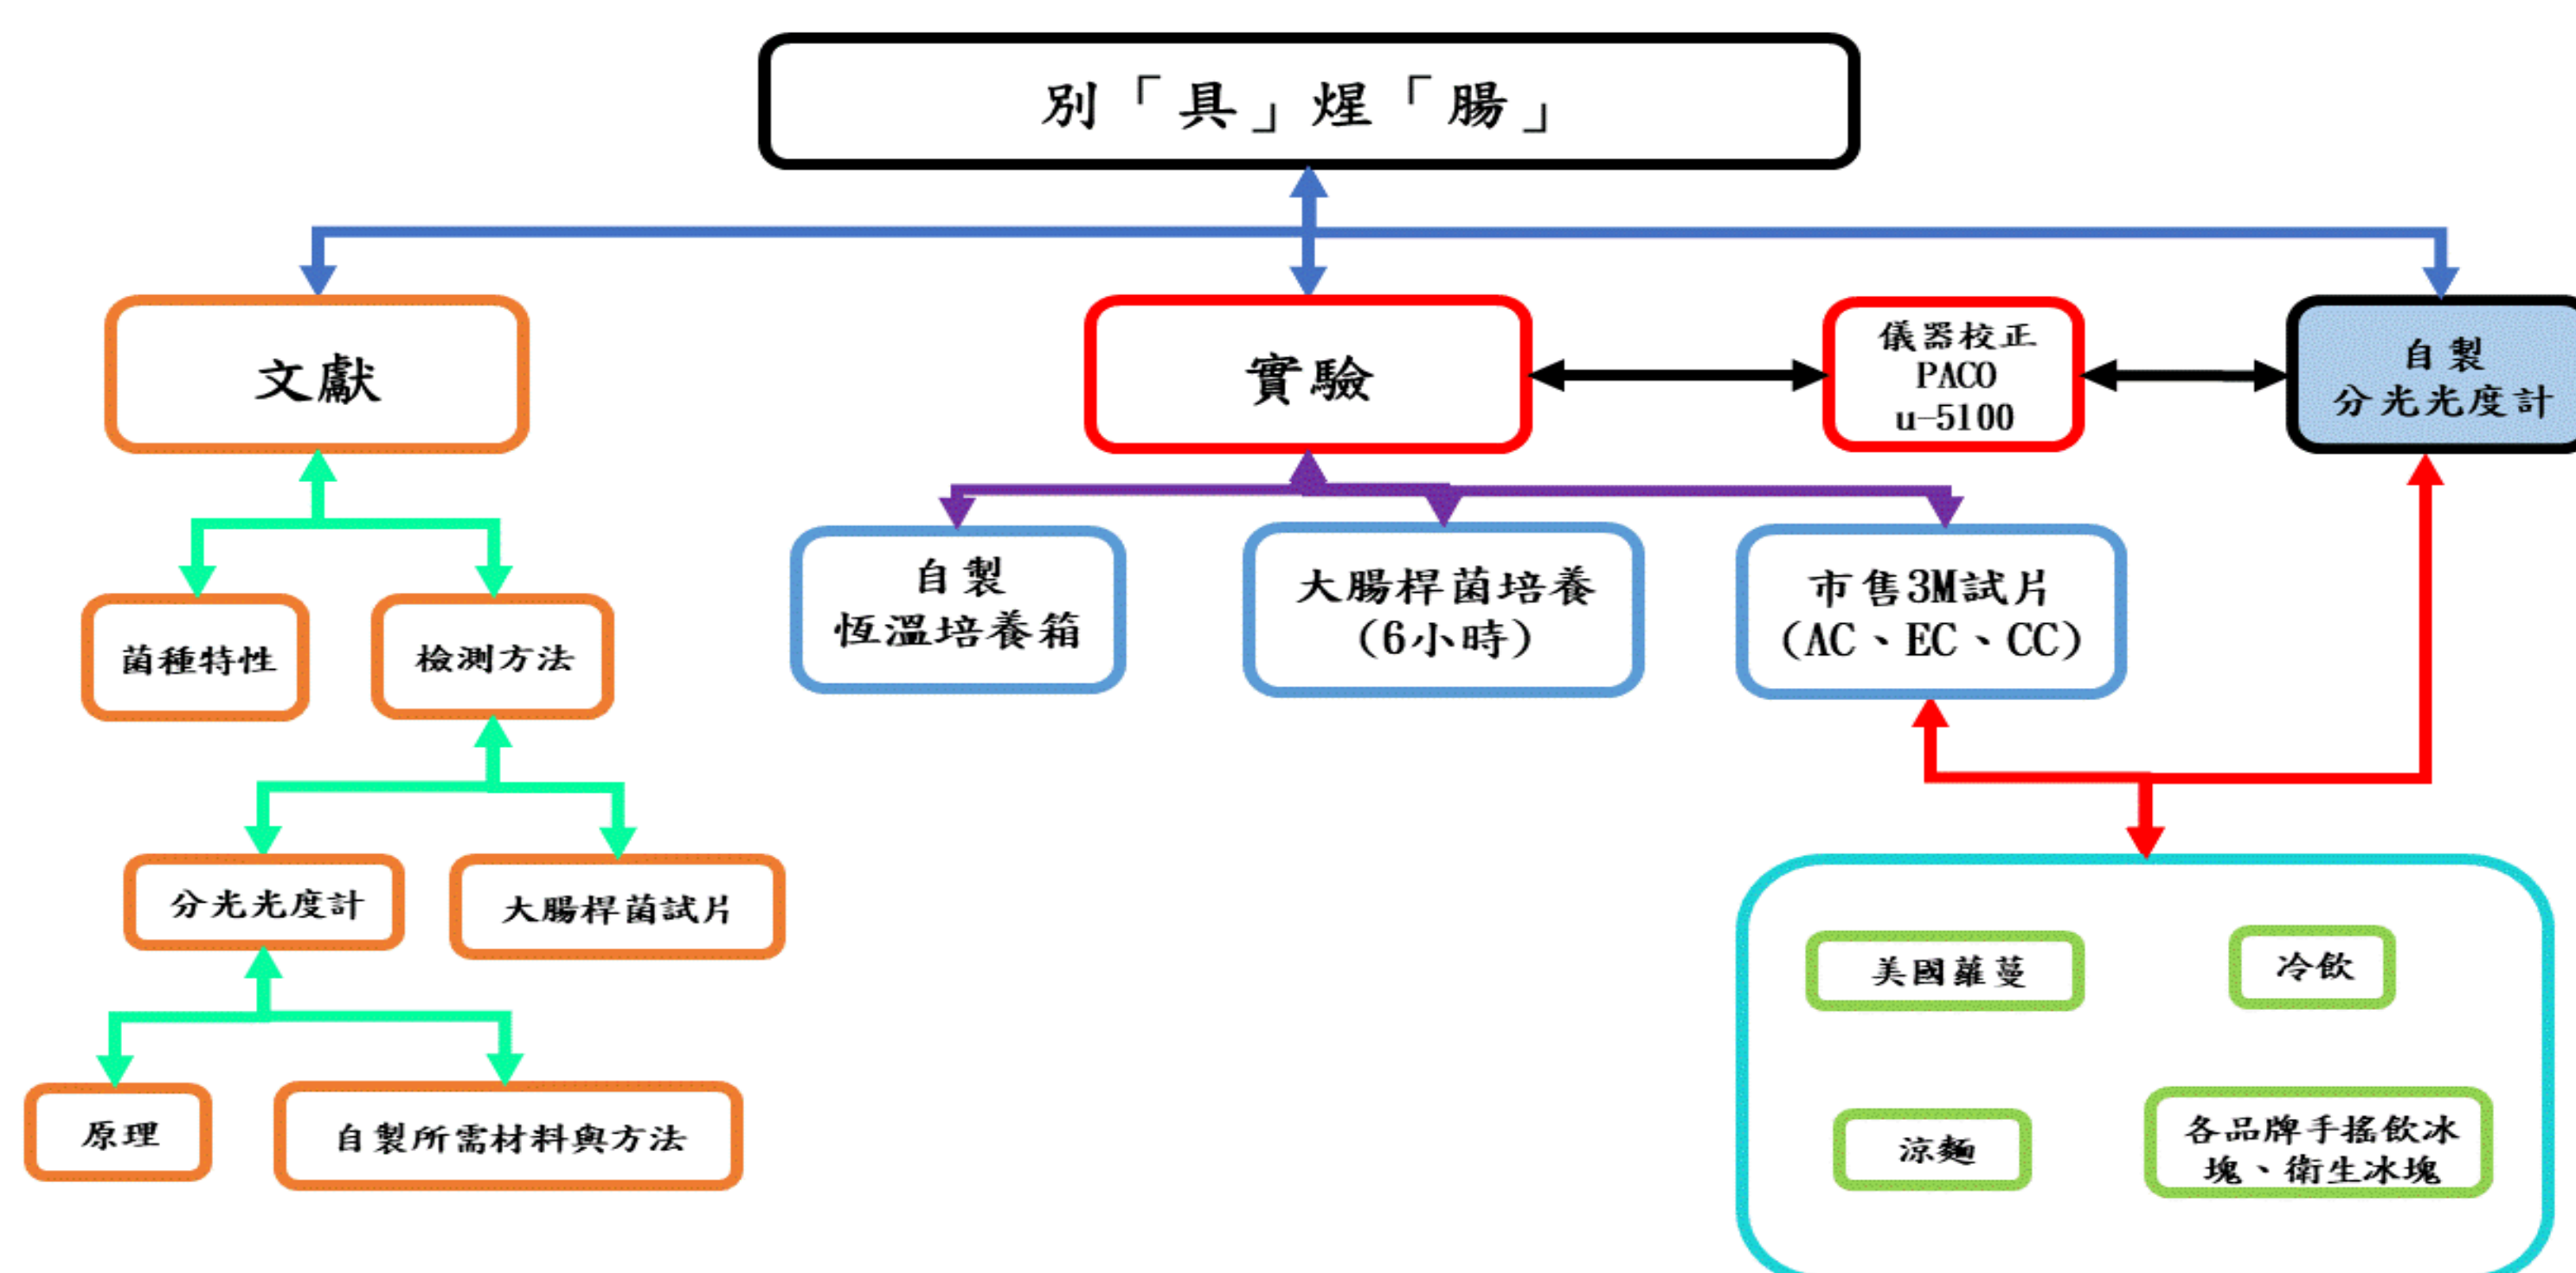 別「具」煋「腸」
文獻
實驗
儀器校正
PACO
u-5100
自製
分光光度計
菌種特性
檢測方法
自製
恆溫培養箱
大腸桿菌培養
(6小時)
市售3M試片
(AC、EC、CC)
分光光度計
大腸桿菌試片
原理
自製所需材料與方法
美國蘿蔓
冷飲
涼麵
各品牌手搖飲冰
塊、衛生冰塊